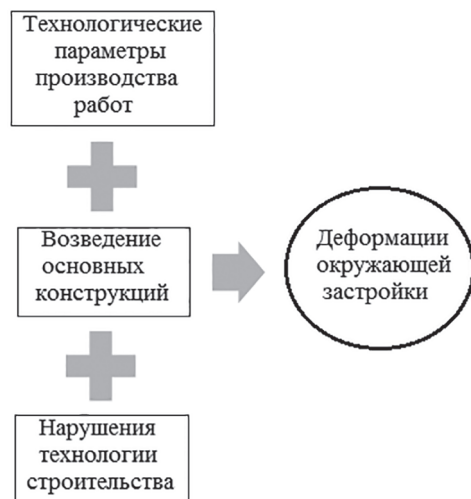 Технологические
параметры
производства
работ
Возведение
основных
конструкций
Деформации
окружающей
застройки
Нарушения
технологии
строительства